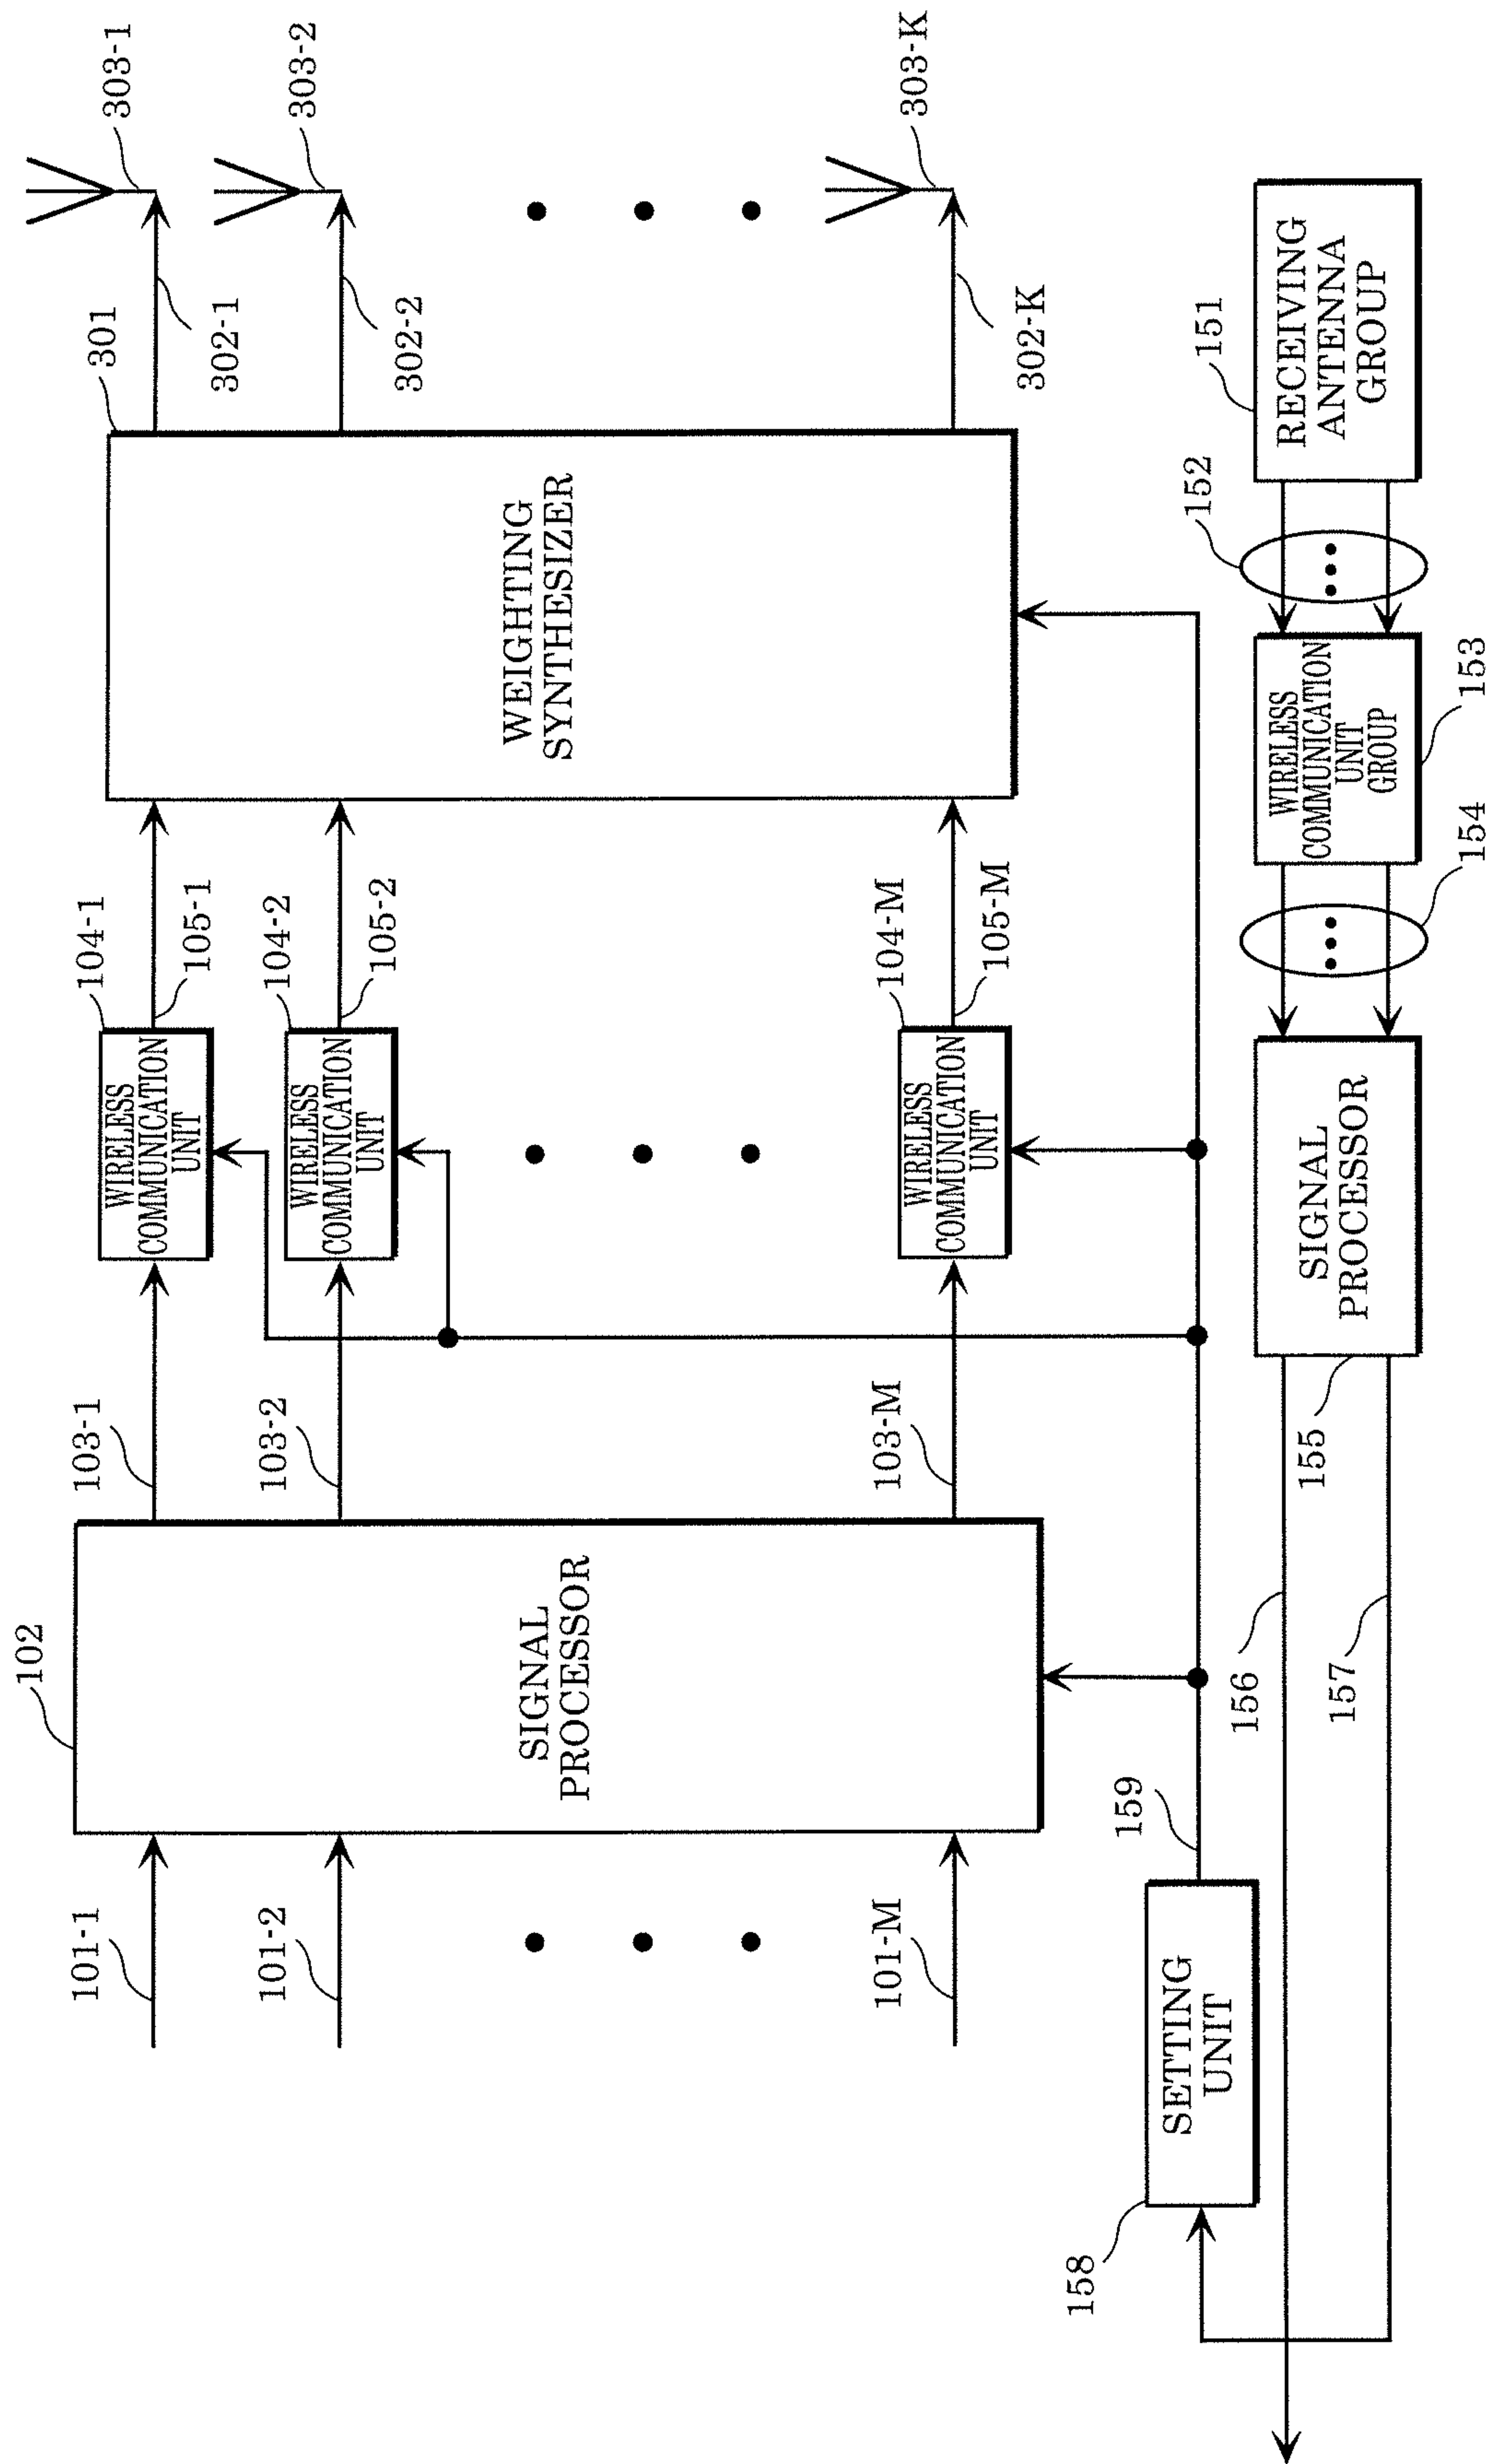 303-1
303-2
303-K
301
302-1
302-2
302-K
WEIGHTING
SYNTHESIZER
104-1
105-1
104-2
105-2
104-M
105-M
WIRELESS
COMMUNICATION
UNIT
WIRELESS
COMMUNICATION
UNIT
WIRELESS
COMMUNICATION
UNIT
103-1
103-2
103-M
102
SIGNAL
PROCESSOR
101-1
101-2
101-M
151
RECEIVING
ANTENNA
GROUP
152
WIRELESS
COMMUNICATION
UNIT
GROUP
153
154
SIGNAL
PROCESSOR
155
156
157
159
SETTING
UNIT
158